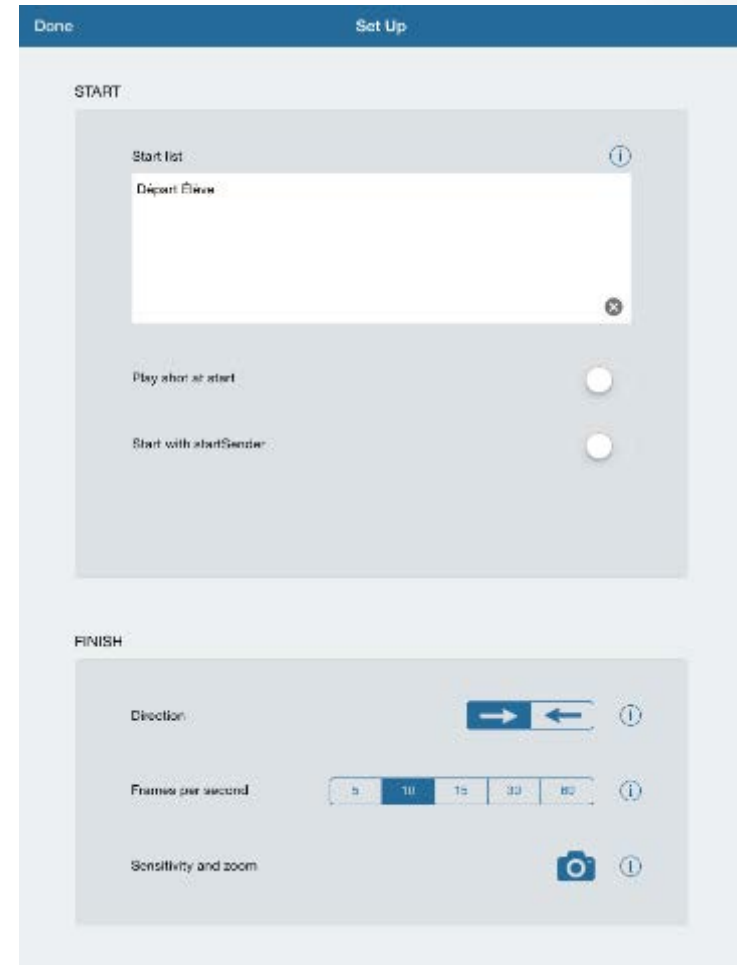 Done
Set Up
START
Start list
Départ Élève
Play shot at start
Start with startSender
FINISH
Direction
Frames per second
5 10 15 30 60
Sensitivity and zoom